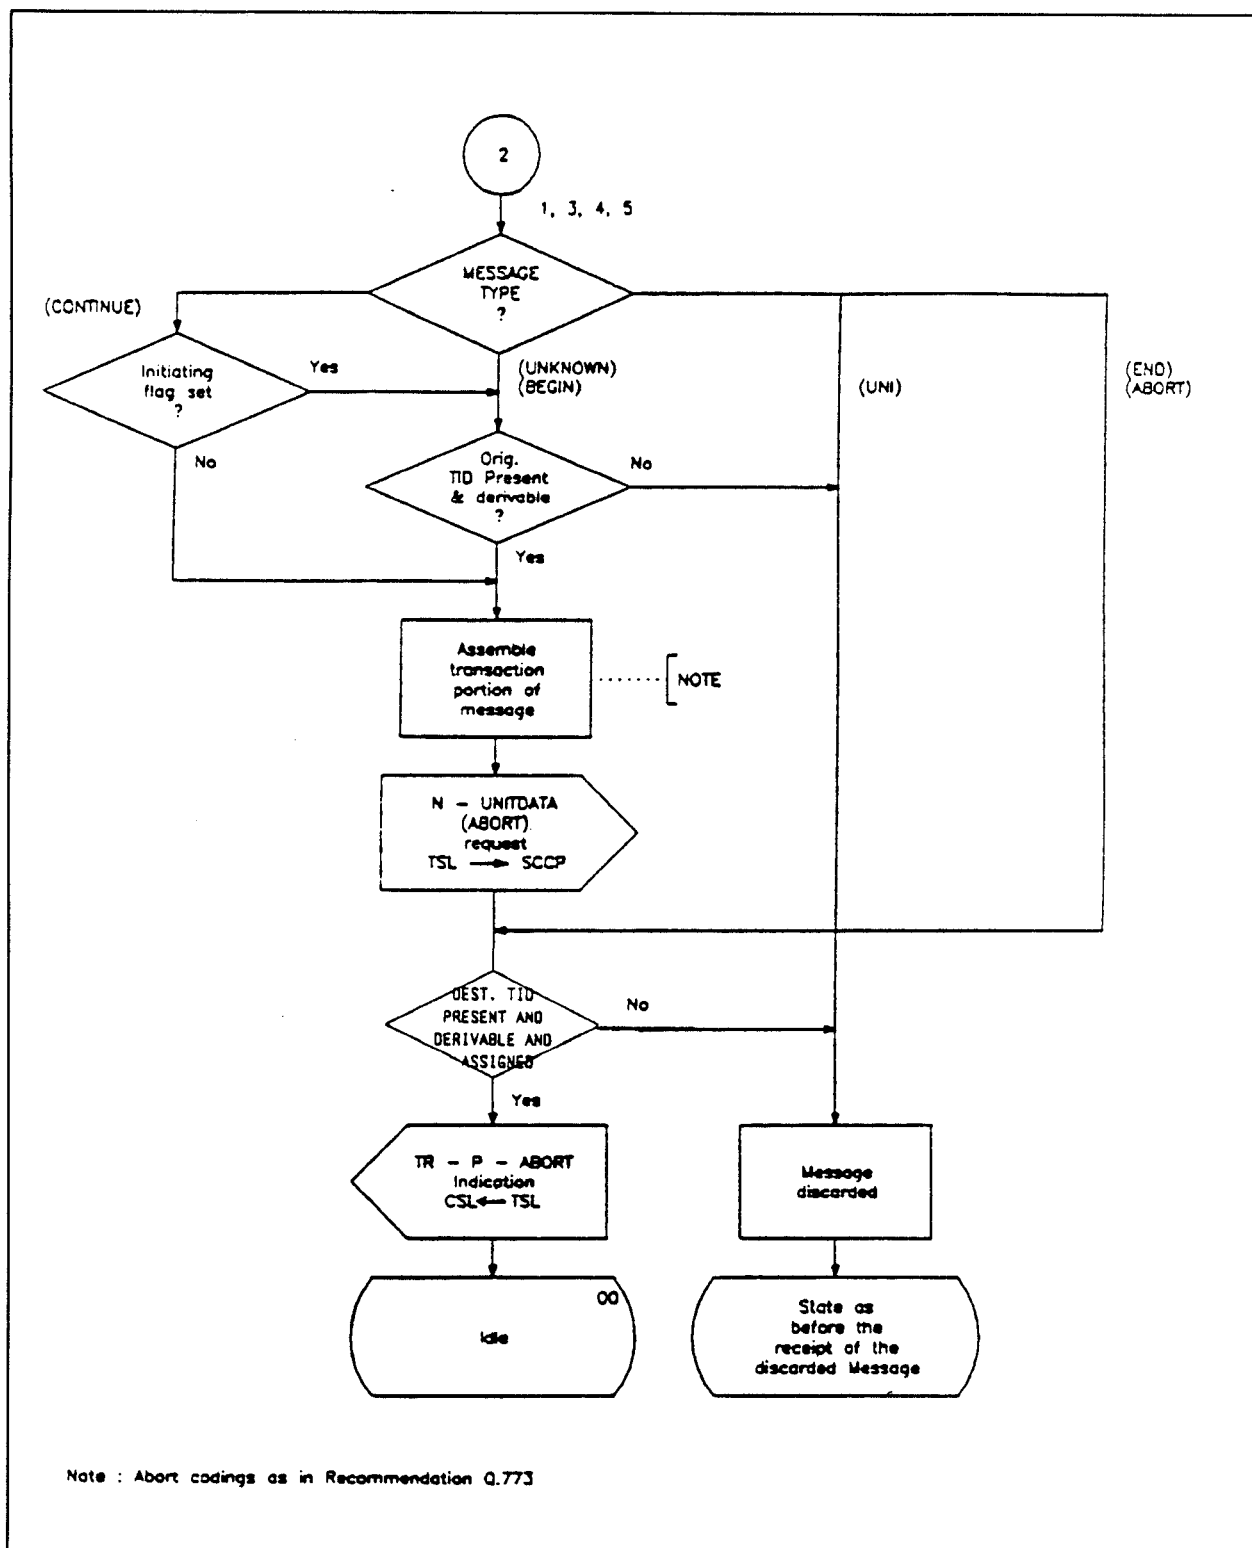 2
1, 3, 4, 5
MESSAGE
TYPE
?
(CONTINUE)
Initiating
flag set
?
Yes
(UNKNOWN)
(BEGIN)
(UNI)
(END)
(ABORT)
No
Orig.
TID Present
& derivable
?
No
Yes
Assemble
transaction
portion of
message
NOTE
N - UNITDATA
(ABORT)
request
TSL → SCCP
DEST. TID
PRESENT AND
DERIVABLE AND
ASSIGNED
No
Yes
TR - P - ABORT
Indication
CSL ← TSL
Message
discarded
00
Idle
State as
before the
receipt of the
discarded Message
Note : Abort codings as in Recommendation Q.773